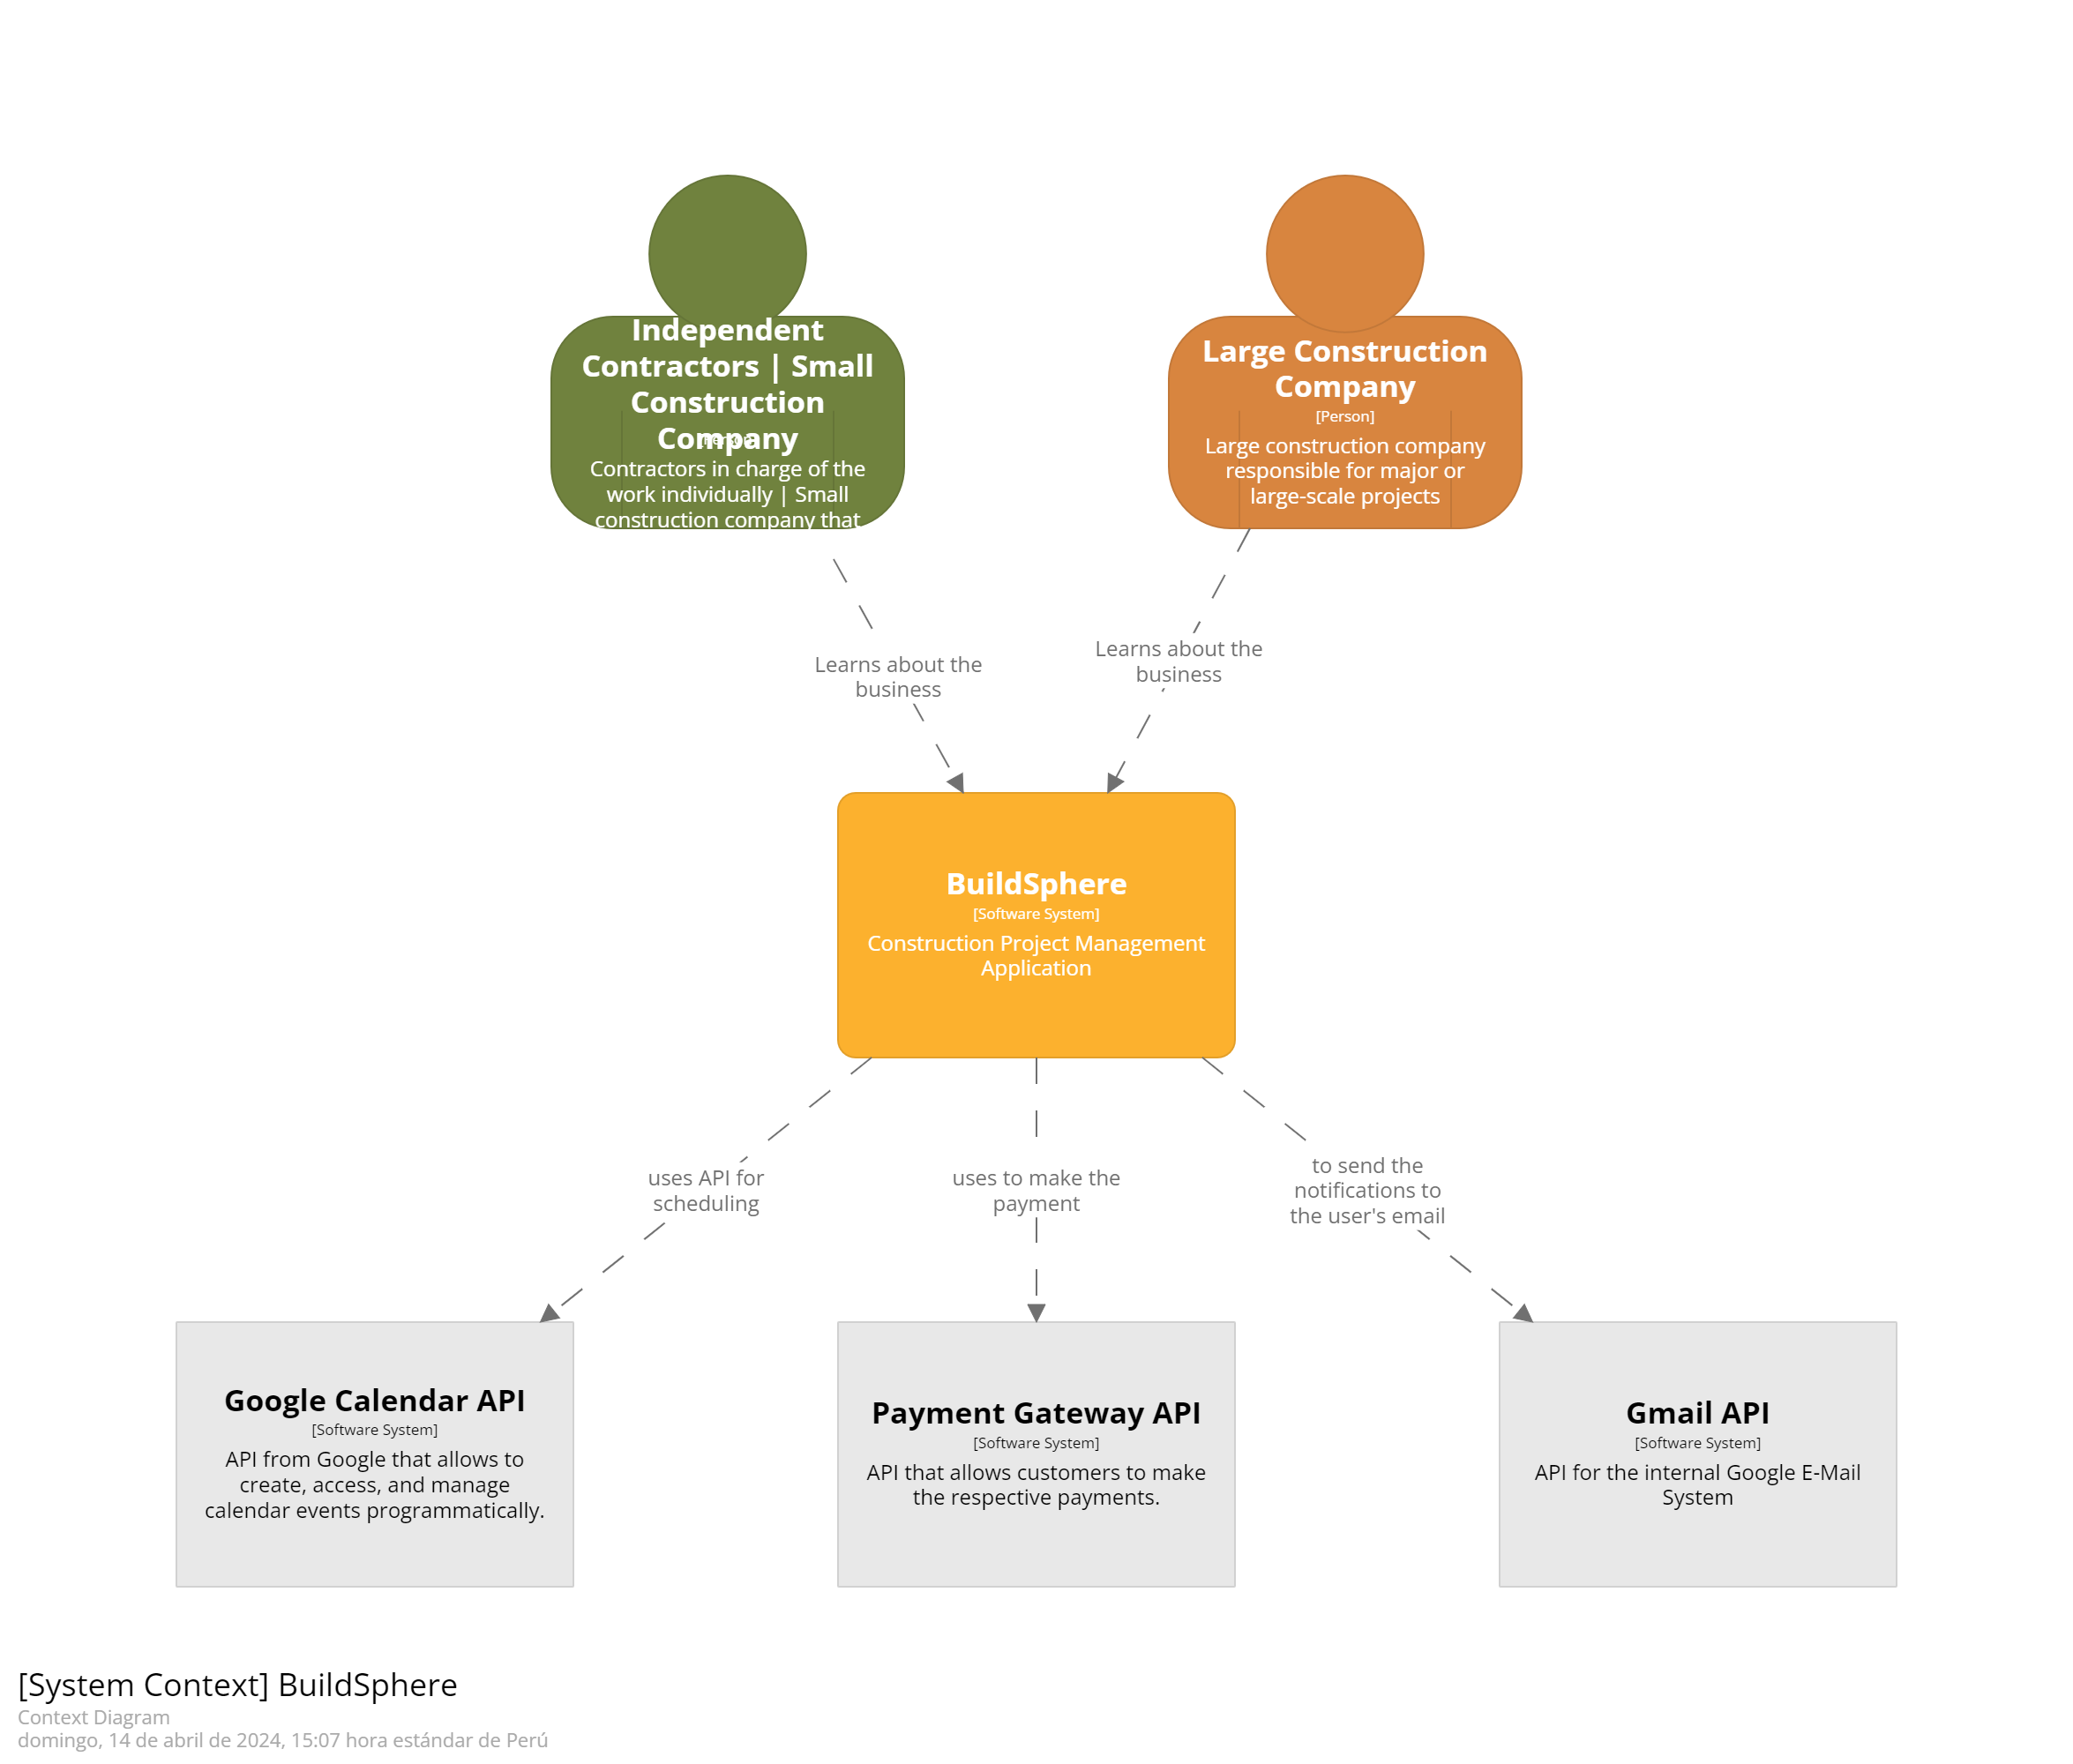 Independent
Contractors | Small
Construction
Company
[Person]
Contractors in charge of the
work individually | Small
construction company that
Large Construction
Company
[Person]
Large construction company
responsible for major or
large-scale projects
Learns about the
business
Learns about the
business
BuildSphere
[Software System]
Construction Project Management
Application
uses API for
scheduling
uses to make the
payment
to send the
notifications to
the user's email
Google Calendar API
[Software System]
API from Google that allows to
create, access, and manage
calendar events programmatically.
Payment Gateway API
[Software System]
API that allows customers to make
the respective payments.
Gmail API
[Software System]
API for the internal Google E-Mail
System
[System Context] BuildSphere
Context Diagram
domingo, 14 de abril de 2024, 15:07 hora estándar de Perú